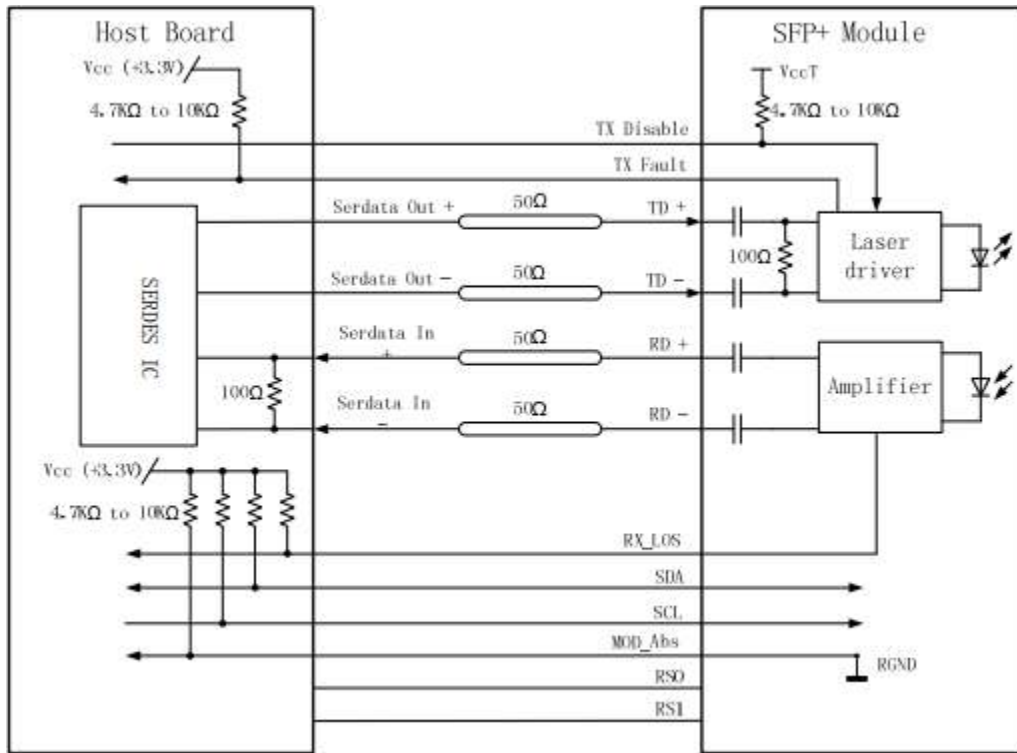 Host Board
SFP+ Module
Vcc (+3.3V)
VccT
4.7KΩ to 10KΩ
4.7KΩ to 10KΩ
TX Disable
TX Fault
Serdata Out +
50Ω
TD +
100Ω
Laser
driver
Serdata Out -
50Ω
TD -
SERDES IC
Serdata In
+
50Ω
RD +
100Ω
Amplifier
Serdata In
-
50Ω
RD -
Vcc (+3.3V)
4.7KΩ to 10KΩ
RX_LOS
SDA
SCL
MOD_Abs
RGND
RS0
RS1